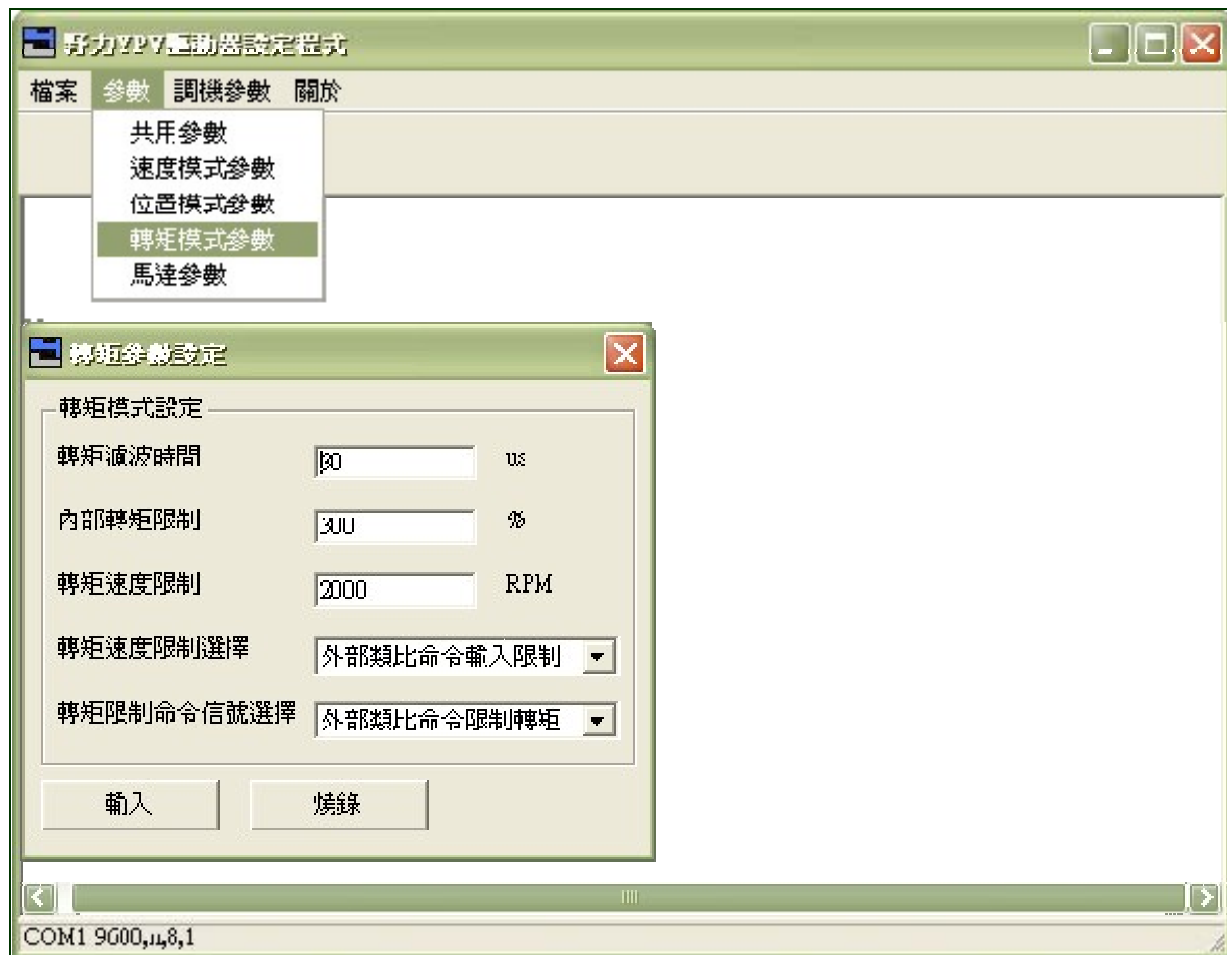 野力YPV驅動器設定程式
檔案 參數 調機參數 關於
共用參數
速度模式參數
位置模式參數
轉矩模式參數
馬達參數
轉矩參數設定
轉矩模式設定
轉矩濾波時間 us
內部轉矩限制 300 %
轉矩速度限制 2000 RPM
轉矩速度限制選擇 外部類比命令輸入限制
轉矩限制命令信號選擇 外部類比命令限制轉矩
輸入 燒錄
COM1 9600,n,8,1